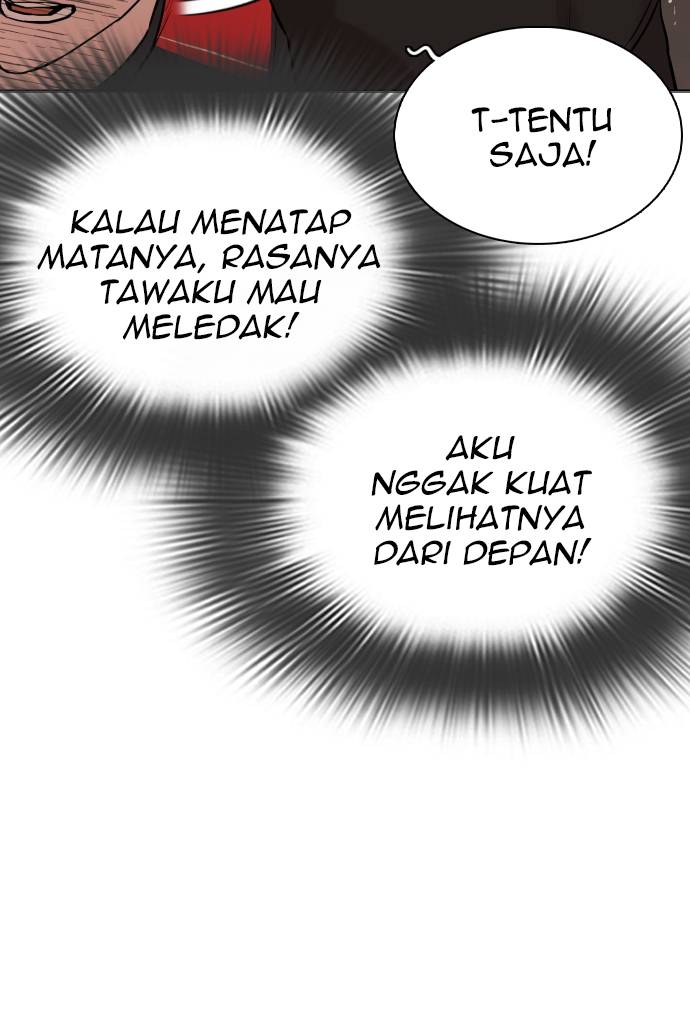 T-TENTU
SAJA!
KALAU MENATAP
MATANYA, RASANYA
TAWAKU MAU
MELEDAK!
AKU
NGGAK KUAT
MELIHATNYA
DARI DEPAN!